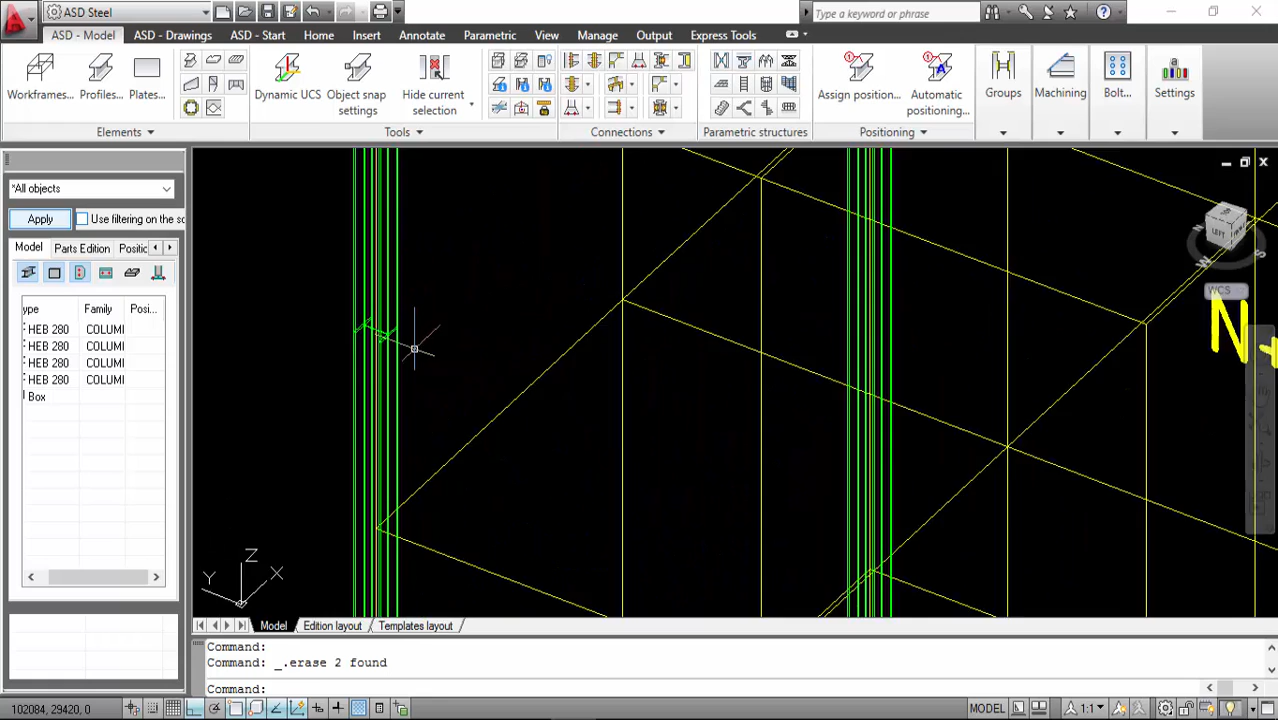 ASD Steel
Type a keyword or phrase
ASD - Model ASD - Drawings ASD - Start Home Insert Annotate Parametric View Manage Output Express Tools
Workframes... Profiles... Plates...
Dynamic UCS Object snap settings Hide current selection
Assign position... Automatic positioning...
Groups Machining Bolt... Settings
Elements Tools Connections Parametric structures Positioning
*All objects
Apply Use filtering on the sc
Model Parts Edition Positic
ype Family Posi...
HEB 280 COLUMI
HEB 280 COLUMI
HEB 280 COLUMI
HEB 280 COLUMI
Box
N
W
S
LEFT
WCS
N+
Z
Y X
Model Edition layout Templates layout
Command:
Command: _.erase 2 found
Command:
102084, 29420, 0
MODEL 1:1